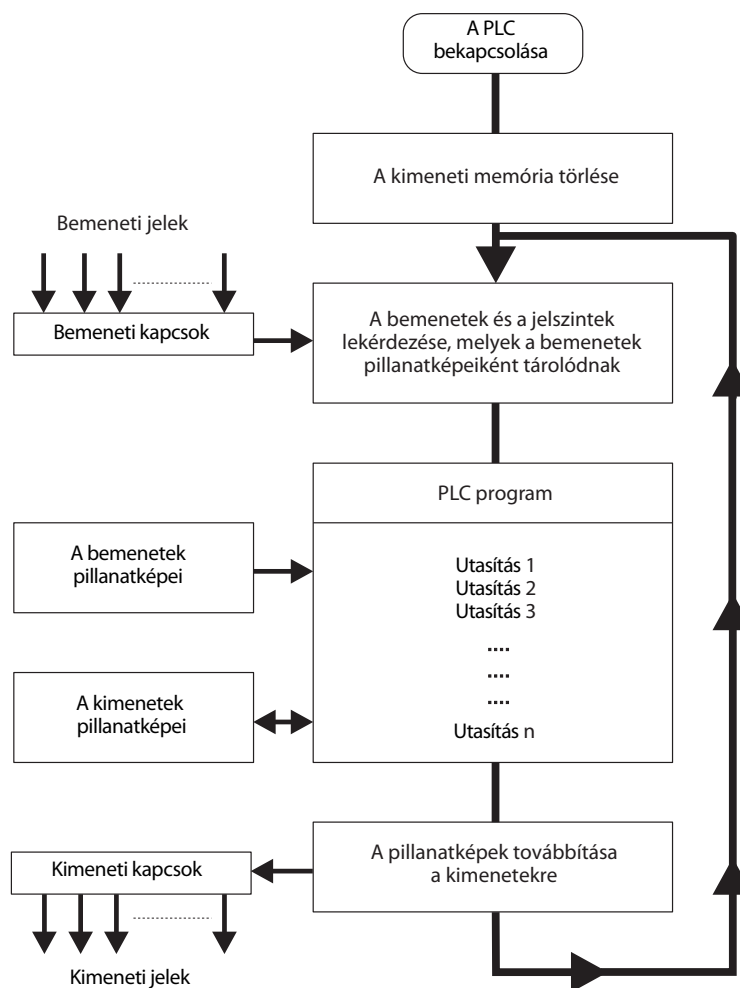 A PLC
bekapcsolása
A kimeneti memória törlése
Bemeneti jelek
Bemeneti kapcsok
A bemenetek és a jelszintek
lekérdezése, melyek a bemenetek
pillanatképeiként tárolódnak
PLC program
A bemenetek
pillanatképei
Utasítás 1
Utasítás 2
Utasítás 3
....
....
....
Utasítás n
A kimenetek
pillanatképei
A pillanatképek továbbítása
a kimenetekre
Kimeneti kapcsok
Kimeneti jelek